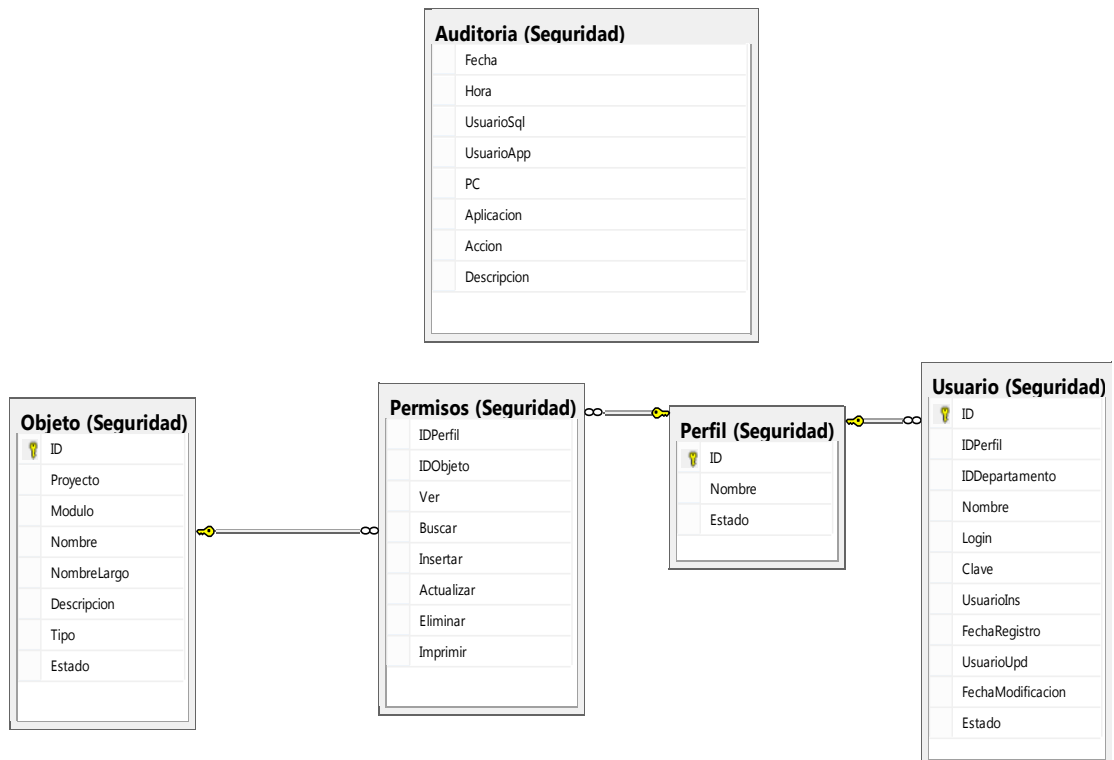 Auditoria (Seguridad)
Fecha
Hora
UsuarioSql
UsuarioApp
PC
Aplicacion
Accion
Descripcion
Objeto (Seguridad)
ID
Proyecto
Modulo
Nombre
NombreLargo
Descripcion
Tipo
Estado
Permisos (Seguridad)
IDPerfil
IDObjeto
Ver
Buscar
Insertar
Actualizar
Eliminar
Imprimir
Perfil (Seguridad)
ID
Nombre
Estado
Usuario (Seguridad)
ID
IDPerfil
IDDepartamento
Nombre
Login
Clave
UsuarioIns
FechaRegistro
UsuarioUpd
FechaModificacion
Estado